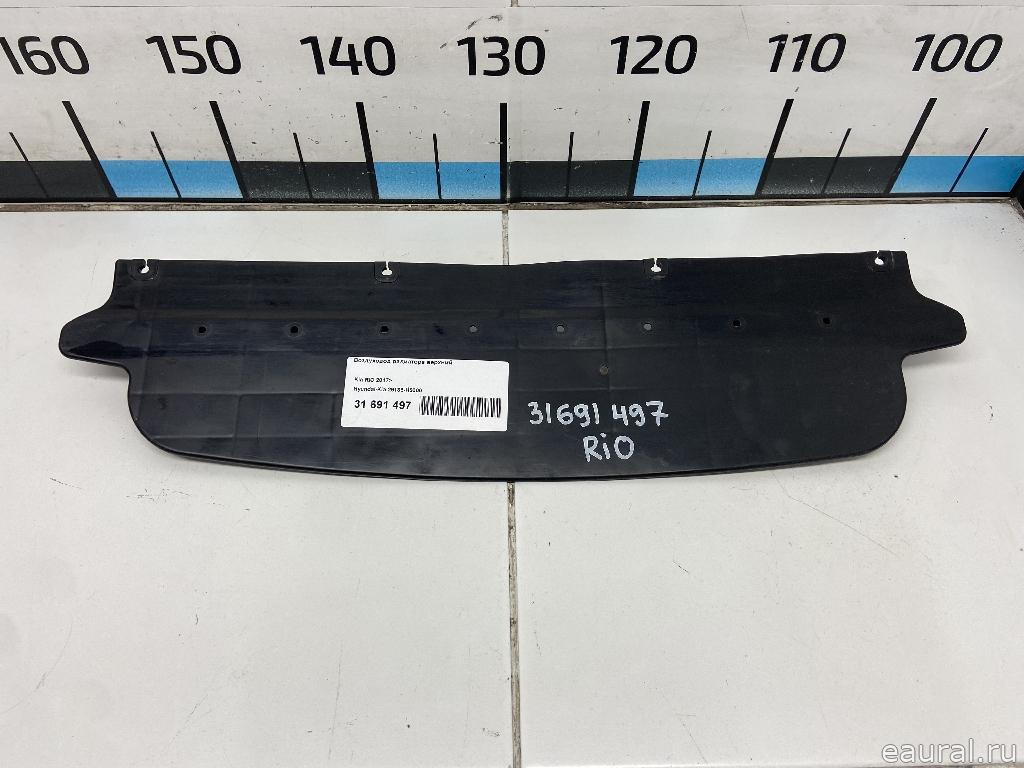 160 150 140 130 120 110 100
Воздуховод радиатора верхний
Kia RIO 2017>
31 691 497
31691 497
RiO
eaural.ru